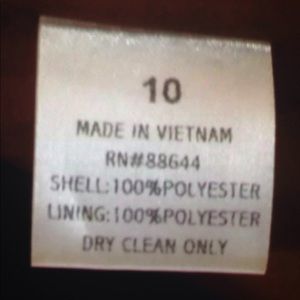 10
MADE IN VIETNAM
RN#88644
SHELL:100%POLYESTER
LINING:100%POLYESTER
DRY CLEAN ONLY